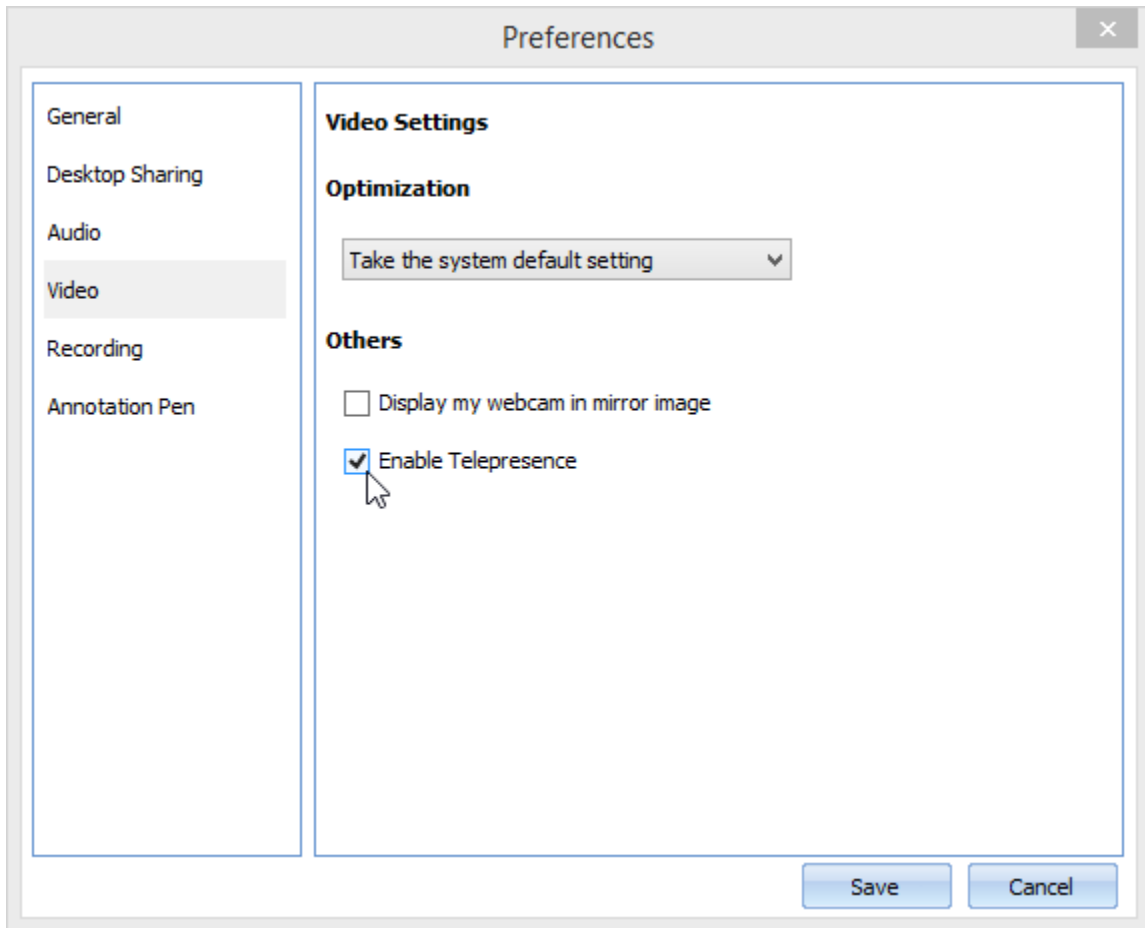 Preferences
General
Desktop Sharing
Audio
Video
Recording
Annotation Pen
Video Settings
Optimization
Take the system default setting
Others
Display my webcam in mirror image
Enable Telepresence
Save
Cancel